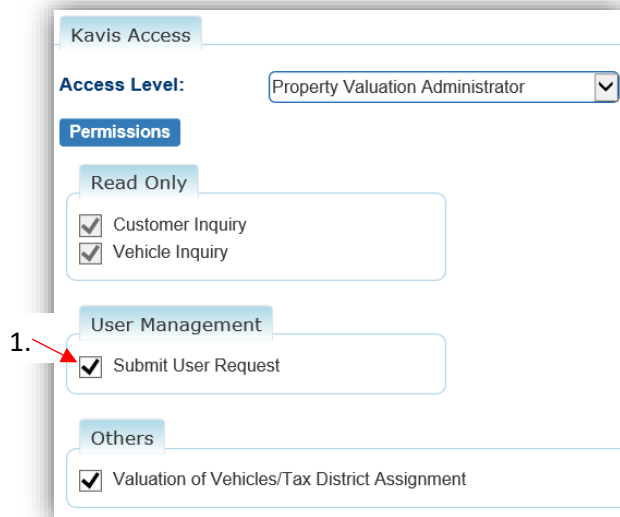 Kavis Access
Access Level: Property Valuation Administrator
Permissions
Read Only
Customer Inquiry
Vehicle Inquiry
User Management
1. Submit User Request
Others
Valuation of Vehicles/Tax District Assignment